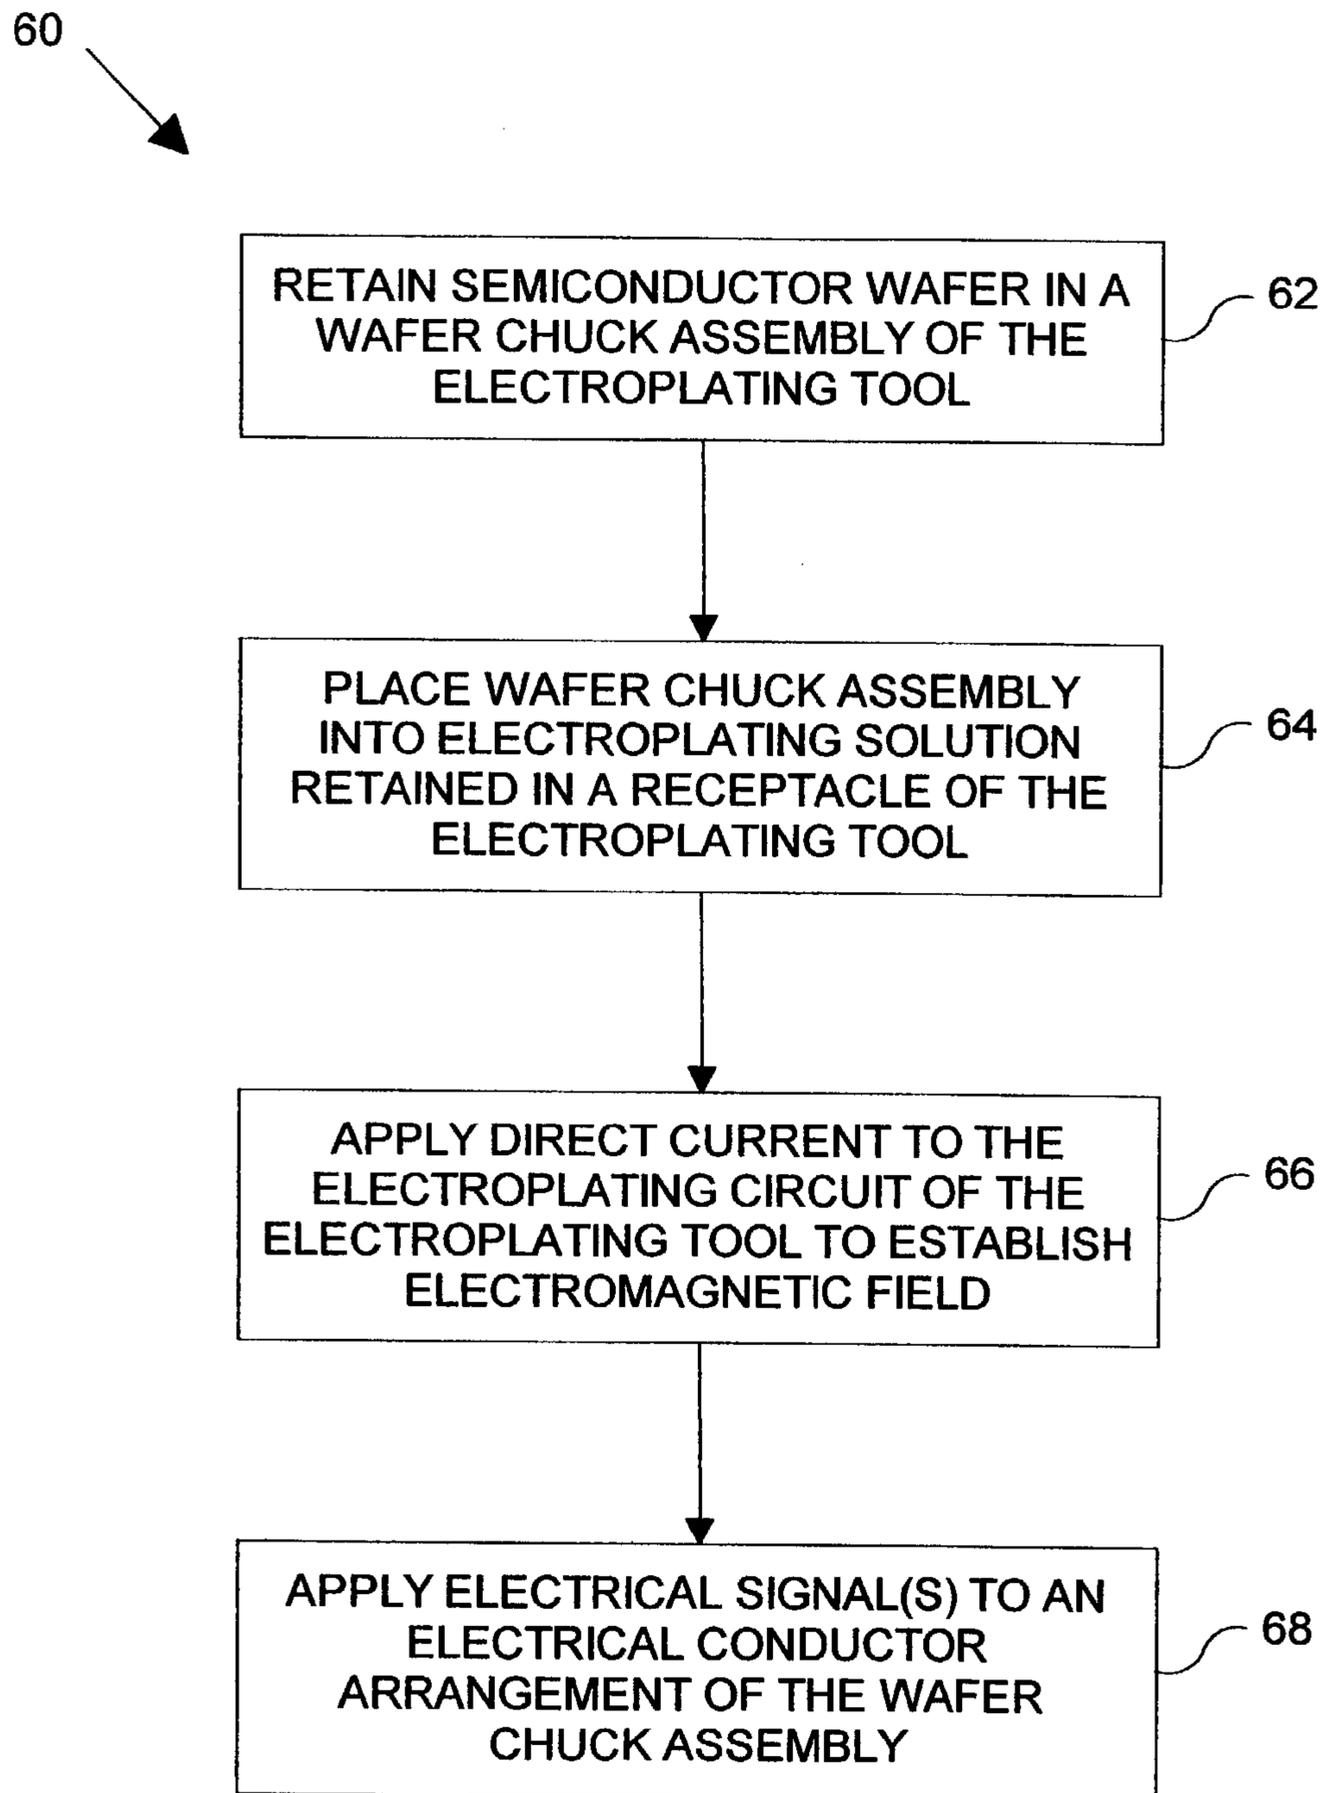 60
RETAIN SEMICONDUCTOR WAFER IN A
WAFER CHUCK ASSEMBLY OF THE
ELECTROPLATING TOOL
62
PLACE WAFER CHUCK ASSEMBLY
INTO ELECTROPLATING SOLUTION
RETAINED IN A RECEPTACLE OF THE
ELECTROPLATING TOOL
64
APPLY DIRECT CURRENT TO THE
ELECTROPLATING CIRCUIT OF THE
ELECTROPLATING TOOL TO ESTABLISH
ELECTROMAGNETIC FIELD
66
APPLY ELECTRICAL SIGNAL(S) TO AN
ELECTRICAL CONDUCTOR
ARRANGEMENT OF THE WAFER
CHUCK ASSEMBLY
68